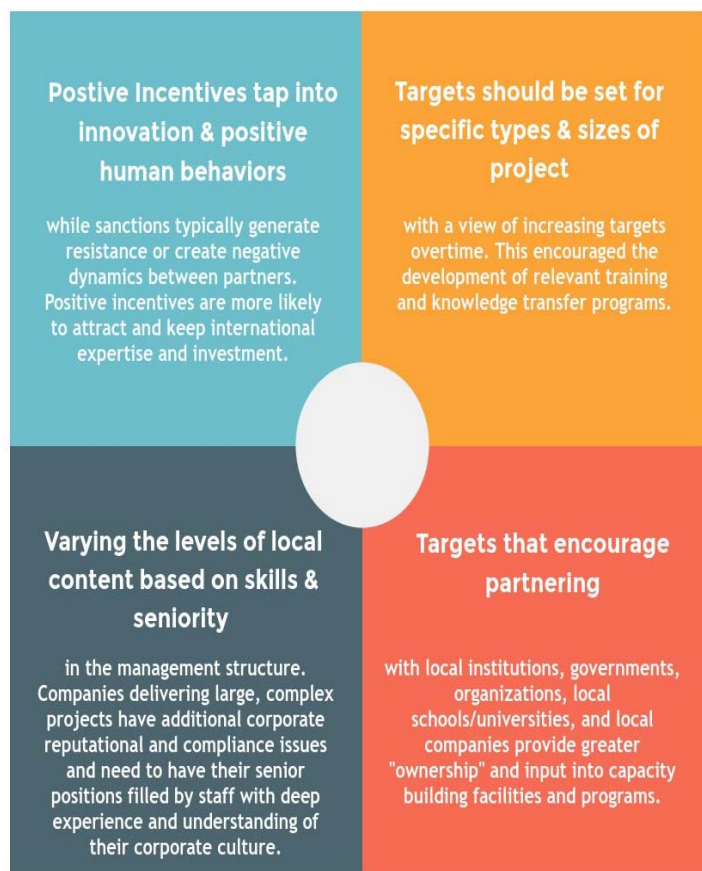 Postive Incentives tap into
innovation & positive
human behaviors
while sanctions typically generate
resistance or create negative
dynamics between partners.
Positive incentives are more likely
to attract and keep international
expertise and investment.
Targets should be set for
specific types & sizes of
project
with a view of increasing targets
overtime. This encouraged the
development of relevant training
and knowledge transfer programs.
Varying the levels of local
content based on skills &
seniority
in the management structure.
Companies delivering large, complex
projects have additional corporate
reputational and compliance issues
and need to have their senior
positions filled by staff with deep
experience and understanding of
their corporate culture.
Targets that encourage
partnering
with local institutions, governments,
organizations, local
schools/universities, and local
companies provide greater
"ownership" and input into capacity
building facilities and programs.